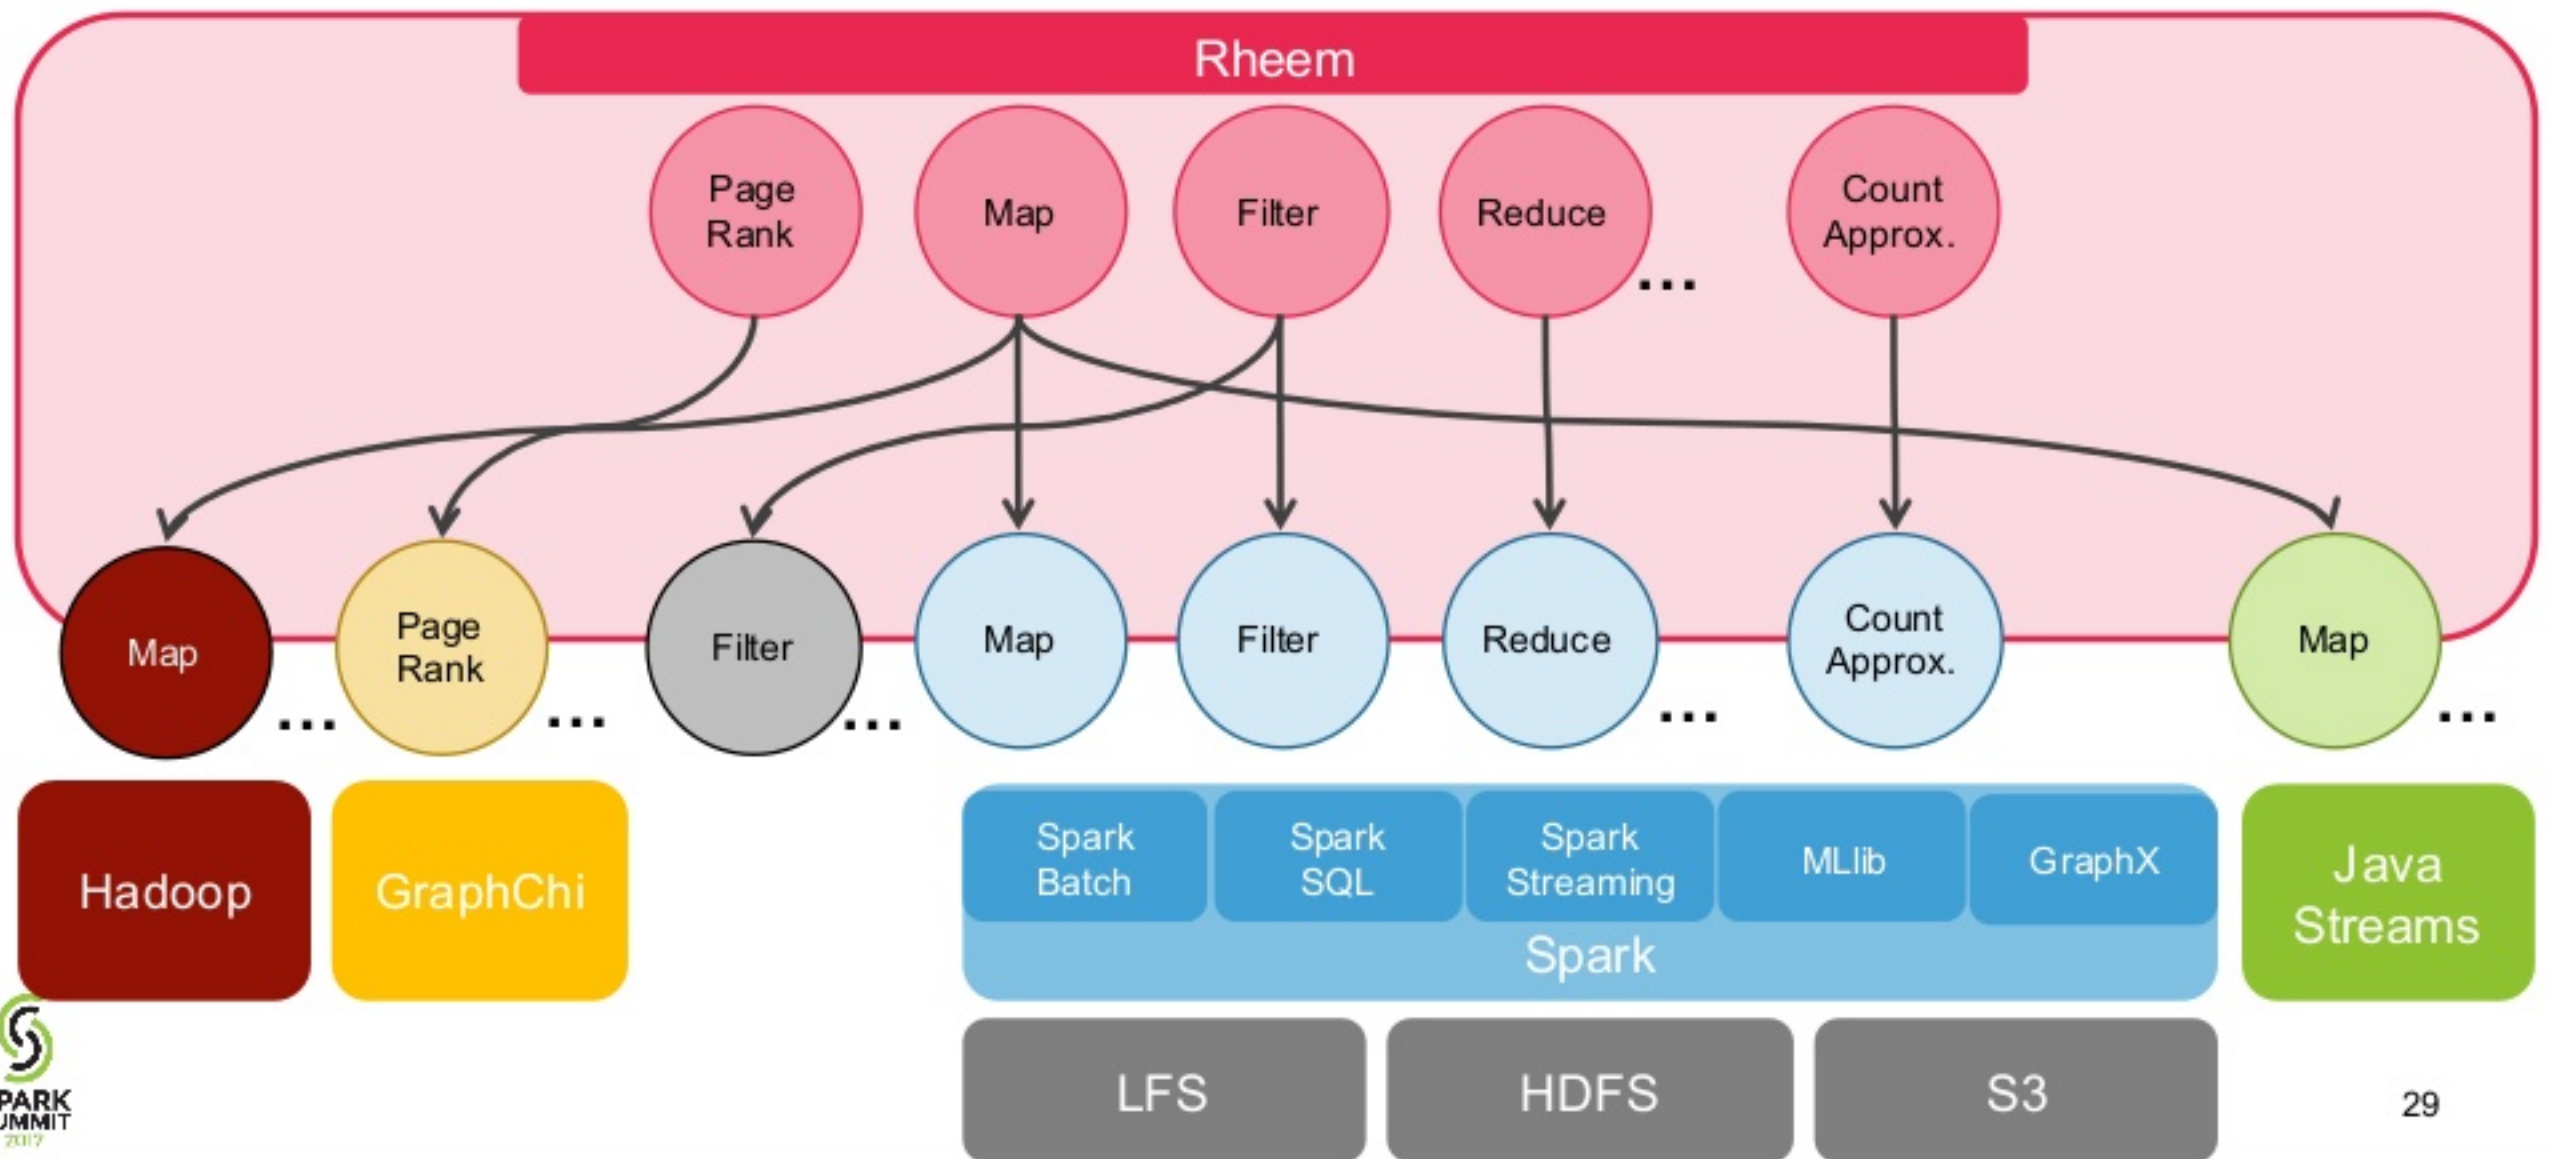 Rheem
Page
Rank
Map
Filter
Reduce
...
Count
Approx.
Map
...
Page
Rank
...
Filter
...
Map
Filter
Reduce
...
Count
Approx.
Map
...
Hadoop
GraphChi
Spark
Batch
Spark
SQL
Spark
Streaming
MLlib
GraphX
Spark
Java
Streams
LFS
HDFS
S3
PARK
UMMIT
2017
29